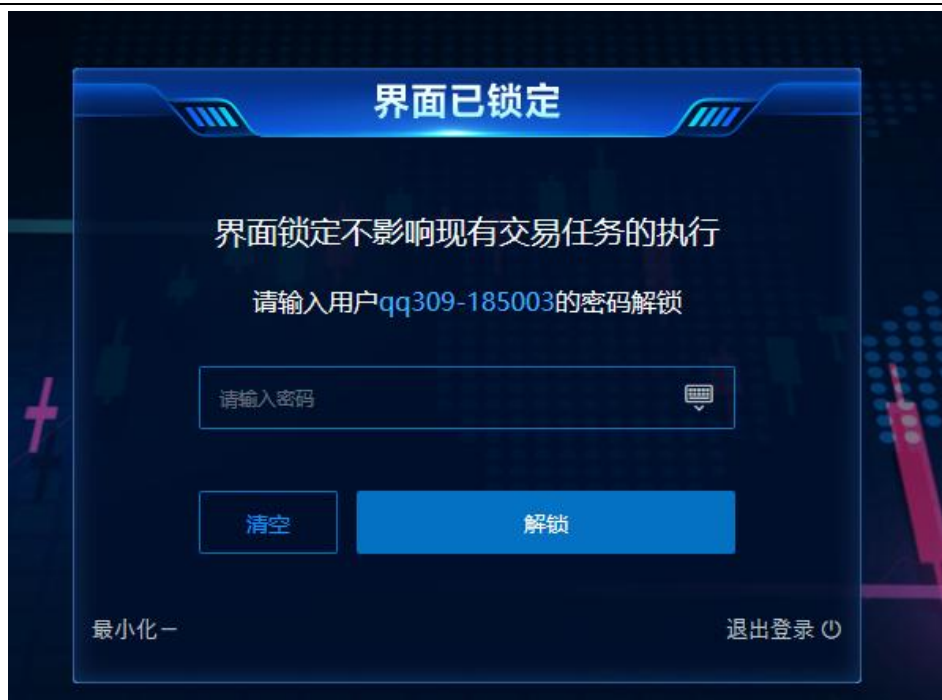 界面已锁定
界面锁定不影响现有交易任务的执行
请输入用户qq309-185003的密码解锁
请输入密码
清空
解锁
最小化－
退出登录